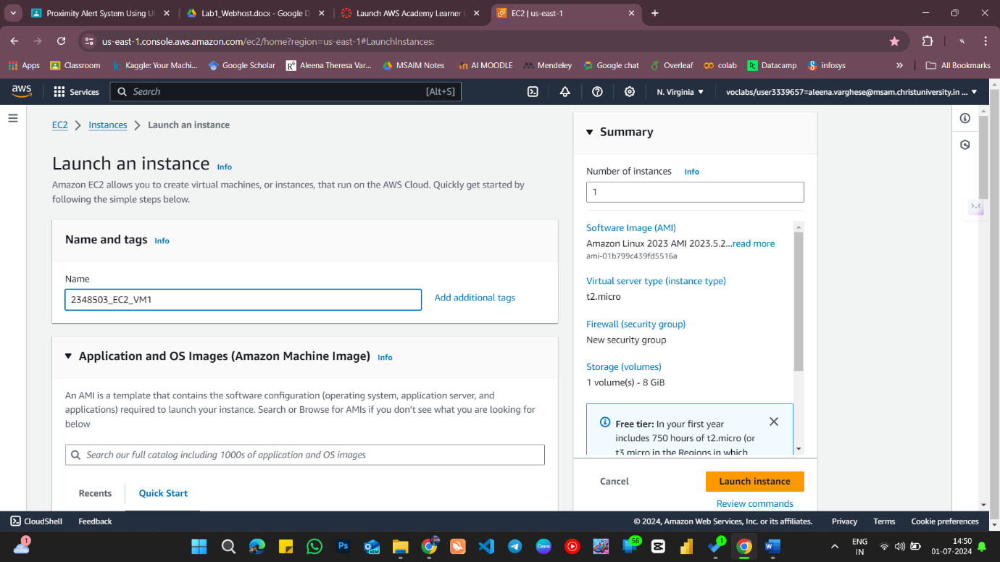 Proximity Alert System Using Ul
Lab1_Webhost.docx - Google D
Launch AWS Academy Learner
EC2 | us-east-1
us-east-1.console.aws.amazon.com/ec2/home?region=us-east-1#LaunchInstances:
Apps
Classroom
Kaggle: Your Machi...
Google Scholar
Aleena Theresa Var...
MSAIM Notes
AI MOODLE
Mendeley
Google chat
Overleaf
colab
Datacamp
infosys
All Bookmarks
aws
Services
Search
[Alt+S]
N. Virginia
voclabs/user3339657=aleena.varghese@msam.christuniversity.in ...
EC2
Instances
Launch an instance
Launch an instance Info
Amazon EC2 allows you to create virtual machines, or instances, that run on the AWS Cloud. Quickly get started by
following the simple steps below.
Name and tags Info
Name
2348503_EC2_VM1
Add additional tags
Application and OS Images (Amazon Machine Image) Info
An AMI is a template that contains the software configuration (operating system, application server, and
applications) required to launch your instance. Search or Browse for AMIs if you don't see what you are looking for
below
Search our full catalog including 1000s of application and OS images
Recents
Quick Start
Summary
Number of instances Info
1
Software Image (AMI)
Amazon Linux 2023 AMI 2023.5.2...read more
ami-01b799c439fd5516a
Virtual server type (instance type)
t2.micro
Firewall (security group)
New security group
Storage (volumes)
1 volume(s) - 8 GiB
Free tier: In your first year
includes 750 hours of t2.micro (or
t3.micro in the Regions in which
Cancel
Launch instance
Review commands
CloudShell
Feedback
© 2024, Amazon Web Services, Inc. or its affiliates.
Privacy
Terms
Cookie preferences
1
Ps
NEW
Canva
56
1
ENG
IN
14:50
01-07-2024